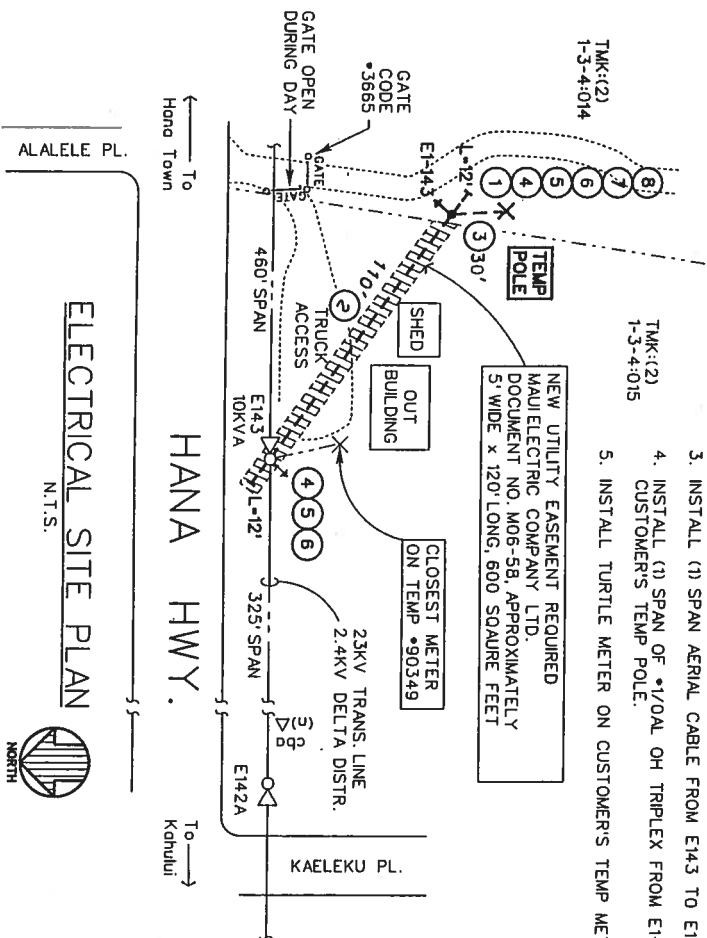 3. INSTALL (1) SPAN AERIAL CABLE FROM E143 TO E1
4. INSTALL (1) SPAN OF #1/0AL OH TRIPLEX FROM E1
CUSTOMER'S TEMP POLE.
5. INSTALL TURTLE METER ON CUSTOMER'S TEMP MET
TMK:(2)
1-3-4:014
TMK:(2)
1-3-4:015
NEW UTILITY EASEMENT REQUIRED
MAUI ELECTRIC COMPANY LTD.
DOCUMENT NO. M06-58, APPROXIMATELY
5' WIDE x 120' LONG, 600 SQAURE FEET
1 4 5 6 7 8
L=12'
E1-143
3 30'
TEMP
POLE
GATE
CODE
#3665
GATE OPEN
DURING DAY
GATE
GATE
110'
2
TRUCK
ACCESS
SHED
OUT
BUILDING
CLOSEST METER
ON TEMP #90349
460' SPAN
E143
10KVA
L=12'
4 5 6
325' SPAN
23KV TRANS. LINE
2.4KV DELTA DISTR.
(3)
E142A
To
Hana Town
HANA HWY.
To
Kahului
ALALELE PL.
KAELEKU PL.
ELECTRICAL SITE PLAN
N.T.S.
NORTH